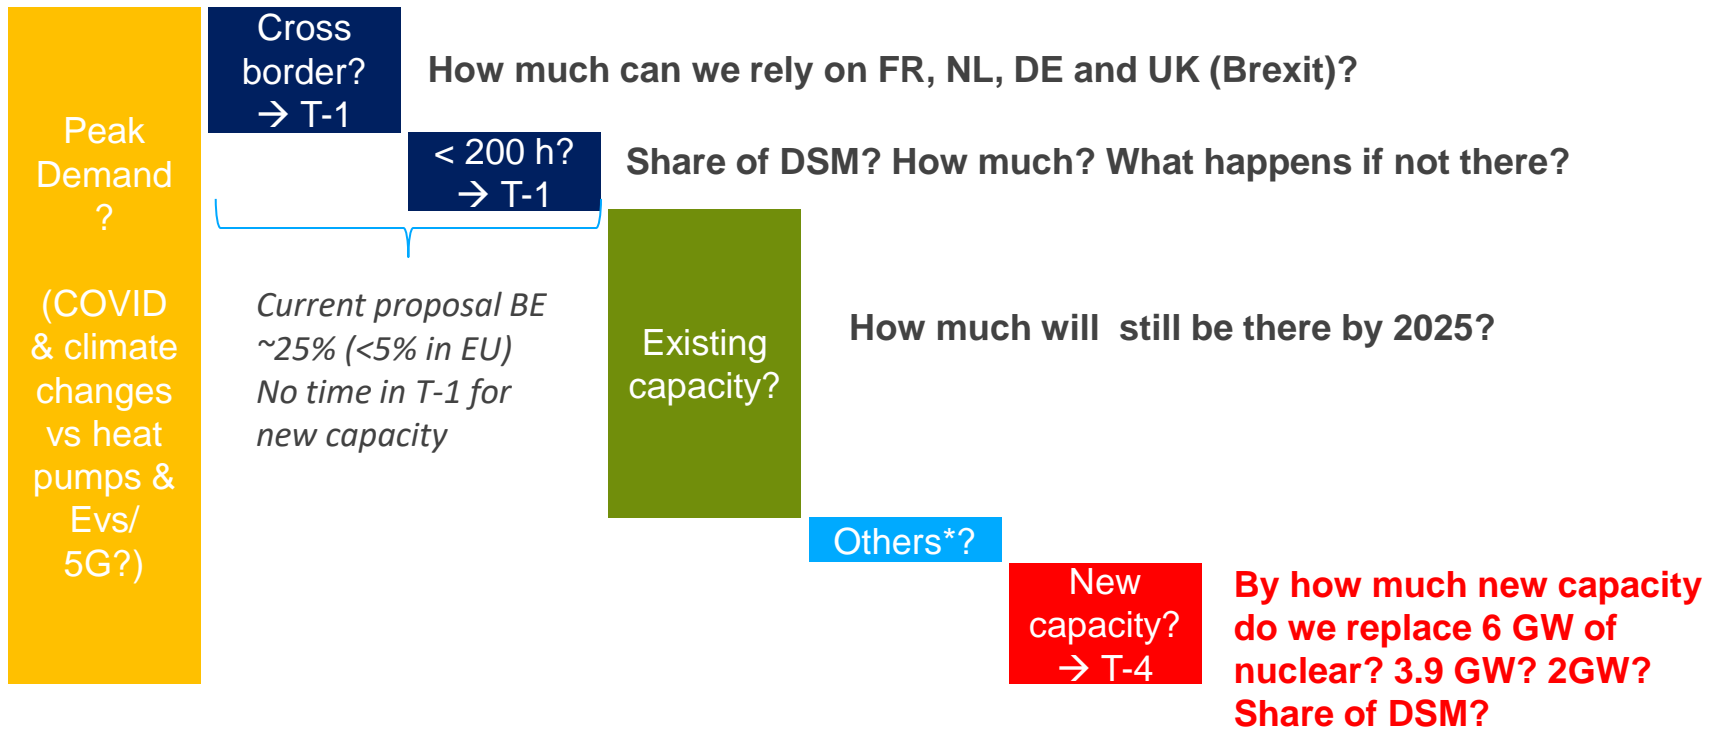 Peak
Demand
?
(COVID
& climate
changes
vs heat
pumps &
Evs/
5G?)
Cross
border?
→ T-1
How much can we rely on FR, NL, DE and UK (Brexit)?
< 200 h?
→ T-1
Share of DSM? How much? What happens if not there?
Current proposal BE
~25% (<5% in EU)
No time in T-1 for
new capacity
Existing
capacity?
How much will  still be there by 2025?
Others*?
New
capacity?
→ T-4
By how much new capacity
do we replace 6 GW of
nuclear? 3.9 GW? 2GW?
Share of DSM?